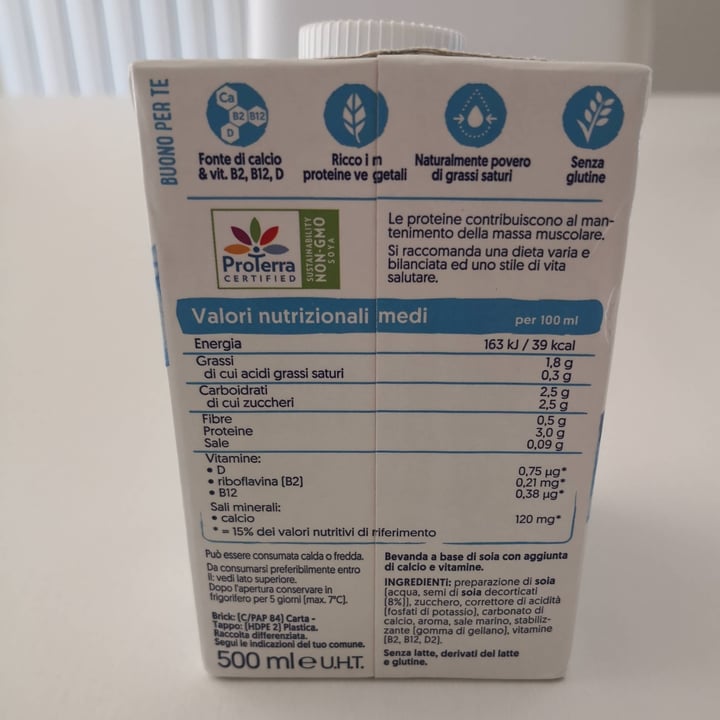 BUONO PER TE
Ca
B2 B12
D
Fonte di calcio
& vit. B2, B12, D
Ricco in
proteine vegetali
Naturalmente povero
di grassi saturi
Senza
glutine
ProTerra
CERTIFIED
SUSTAINABILITY
NON-GMO
SOYA
Le proteine contribuiscono al man-
tenimento della massa muscolare.
Si raccomanda una dieta varia e
bilanciata ed uno stile di vita
salutare.
Valori nutrizionali medi per 100 ml
Energia 163 kJ / 39 kcal
Grassi 1,8 g
di cui acidi grassi saturi 0,3 g
Carboidrati 2,5 g
di cui zuccheri 2,5 g
Fibre 0,5 g
Proteine 3,0 g
Sale 0,09 g
Vitamine:
• D 0,75 µg*
• riboflavina (B2) 0,21 mg*
• B12 0,38 µg*
Sali minerali:
• calcio 120 mg*
* = 15% dei valori nutritivi di riferimento
Può essere consumata calda o fredda.
Da consumarsi preferibilmente entro
il: vedi lato superiore.
Dopo l'apertura conservare in
frigorifero per 5 giorni (max. 7°C).
Brick: (C/PAP 84) Carta -
Tappo: (HDPE 2) Plastica.
Raccolta differenziata.
Segui le indicazioni del tuo comune.
500 ml e U.H.T.
Bevanda a base di soia con aggiunta
di calcio e vitamine.
INGREDIENTI: preparazione di soia
(acqua, semi di soia decorticati
(8%)), zucchero, correttore di acidità
(fosfati di potassio), carbonato di
calcio, aroma, sale marino, stabiliz-
zante (gomma di gellano), vitamine
(B2, B12, D2).
Senza latte, derivati del latte
e glutine.